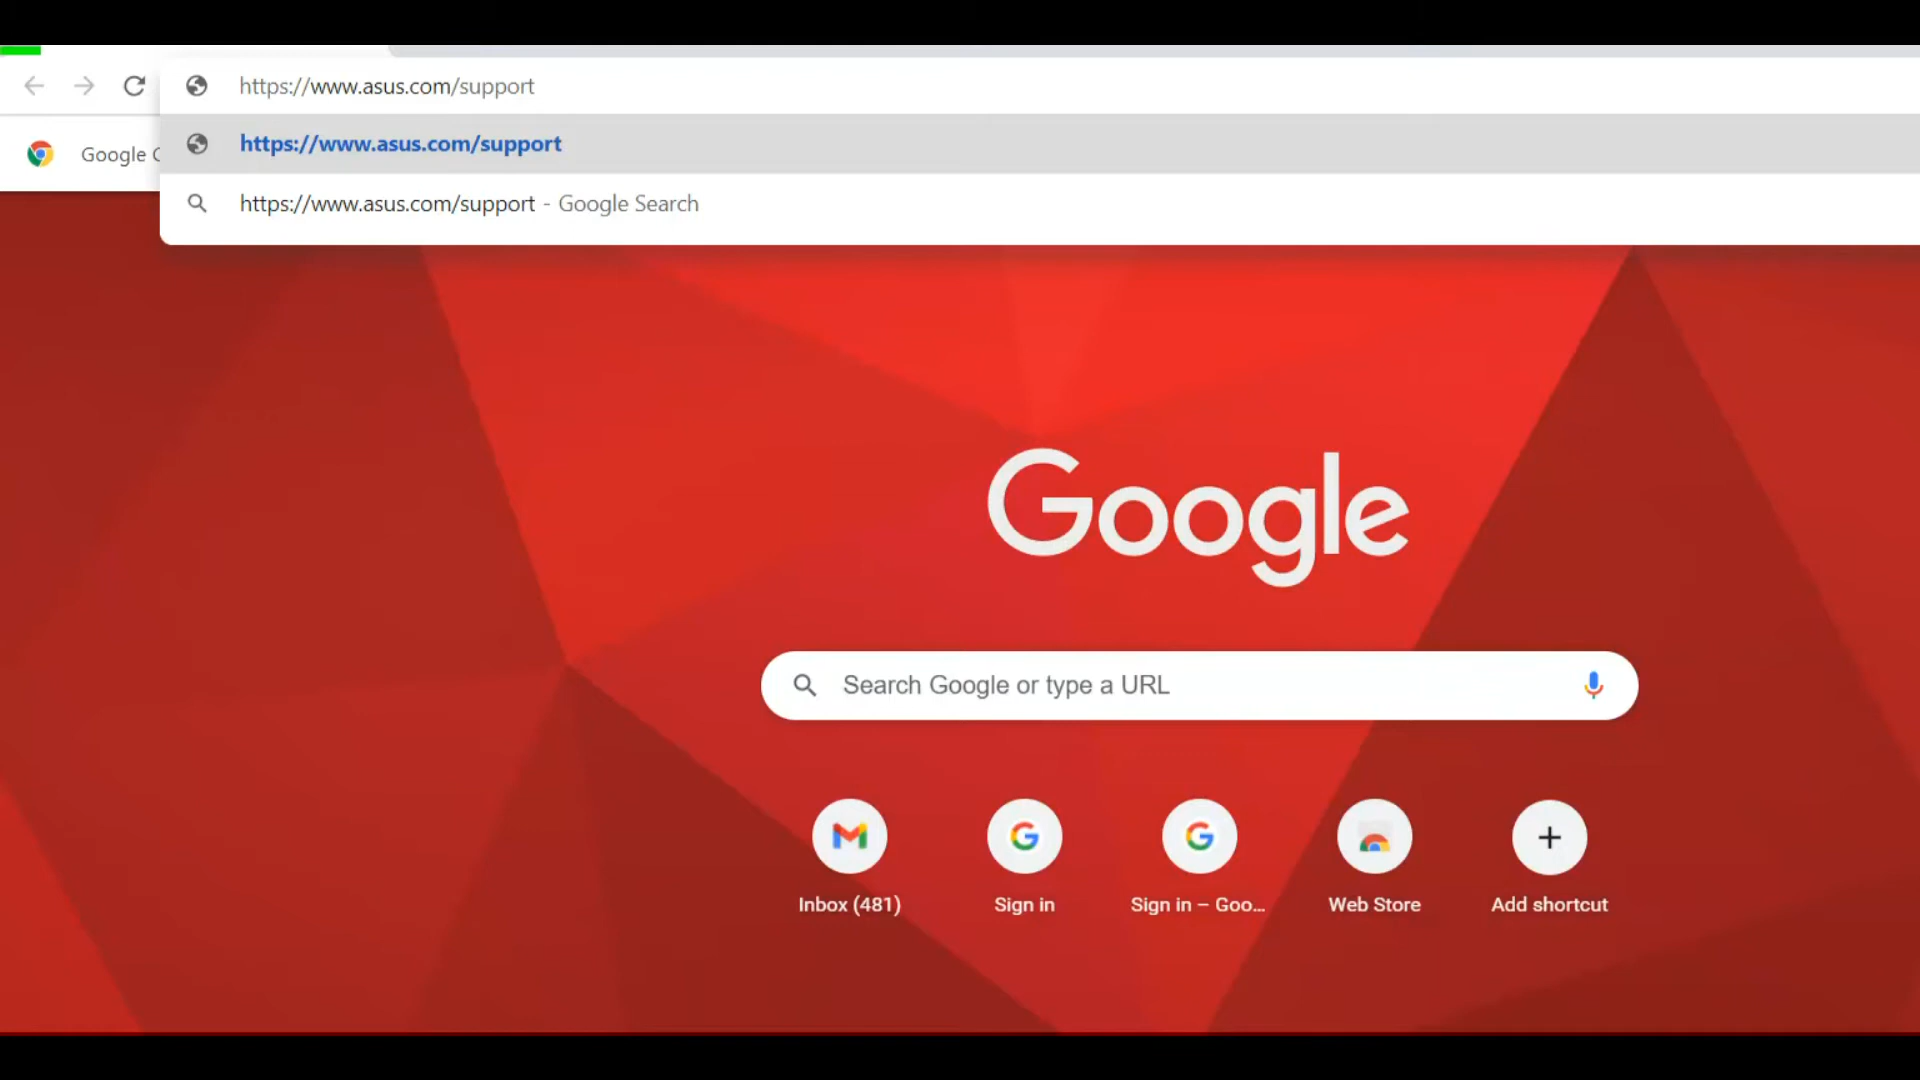 https://www.asus.com/support
https://www.asus.com/support
Google C
https://www.asus.com/support - Google Search
Google
Search Google or type a URL
Inbox (481)
Sign in
Sign in – Goo...
Web Store
Add shortcut